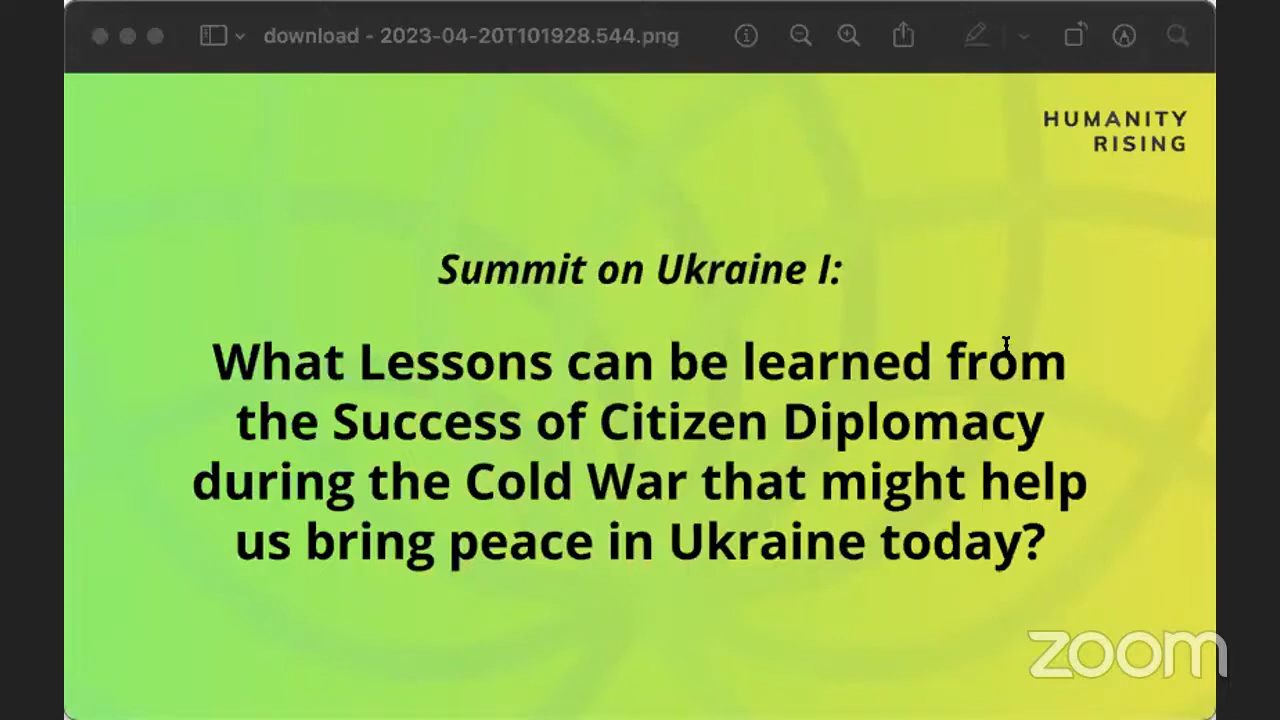 download - 2023-04-20T101928.544.png
HUMANITY
RISING
Summit on Ukraine I:
What Lessons can be learned from
the Success of Citizen Diplomacy
during the Cold War that might help
us bring peace in Ukraine today?
zoom